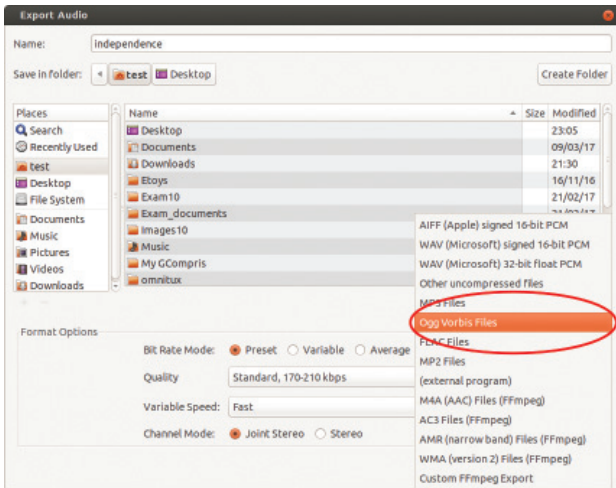 Export Audio
Name: independence
Save in folder: test Desktop Create Folder
Places Name Size Modified
Search Desktop 23:05
Recently Used Documents 09/03/17
test Downloads 21:30
Desktop Etoys 16/11/16
File System Exam10 21/02/17
Documents Exam_documents
Music Images10
Pictures Music
Videos My GCompris
Downloads omnitux
AIFF (Apple) signed 16-bit PCM
WAV (Microsoft) signed 16-bit PCM
WAV (Microsoft) 32-bit float PCM
Other uncompressed files
MP3 Files
Ogg Vorbis Files
FLAC Files
MP2 Files
(external program)
M4A (AAC) Files (FFmpeg)
AC3 Files (FFmpeg)
AMR (narrow band) Files (FFmpeg)
WMA (version 2) Files (FFmpeg)
Custom FFmpeg Export
Format Options
Bit Rate Mode: Preset Variable Average
Quality Standard, 170-210 kbps
Variable Speed: Fast
Channel Mode: Joint Stereo Stereo